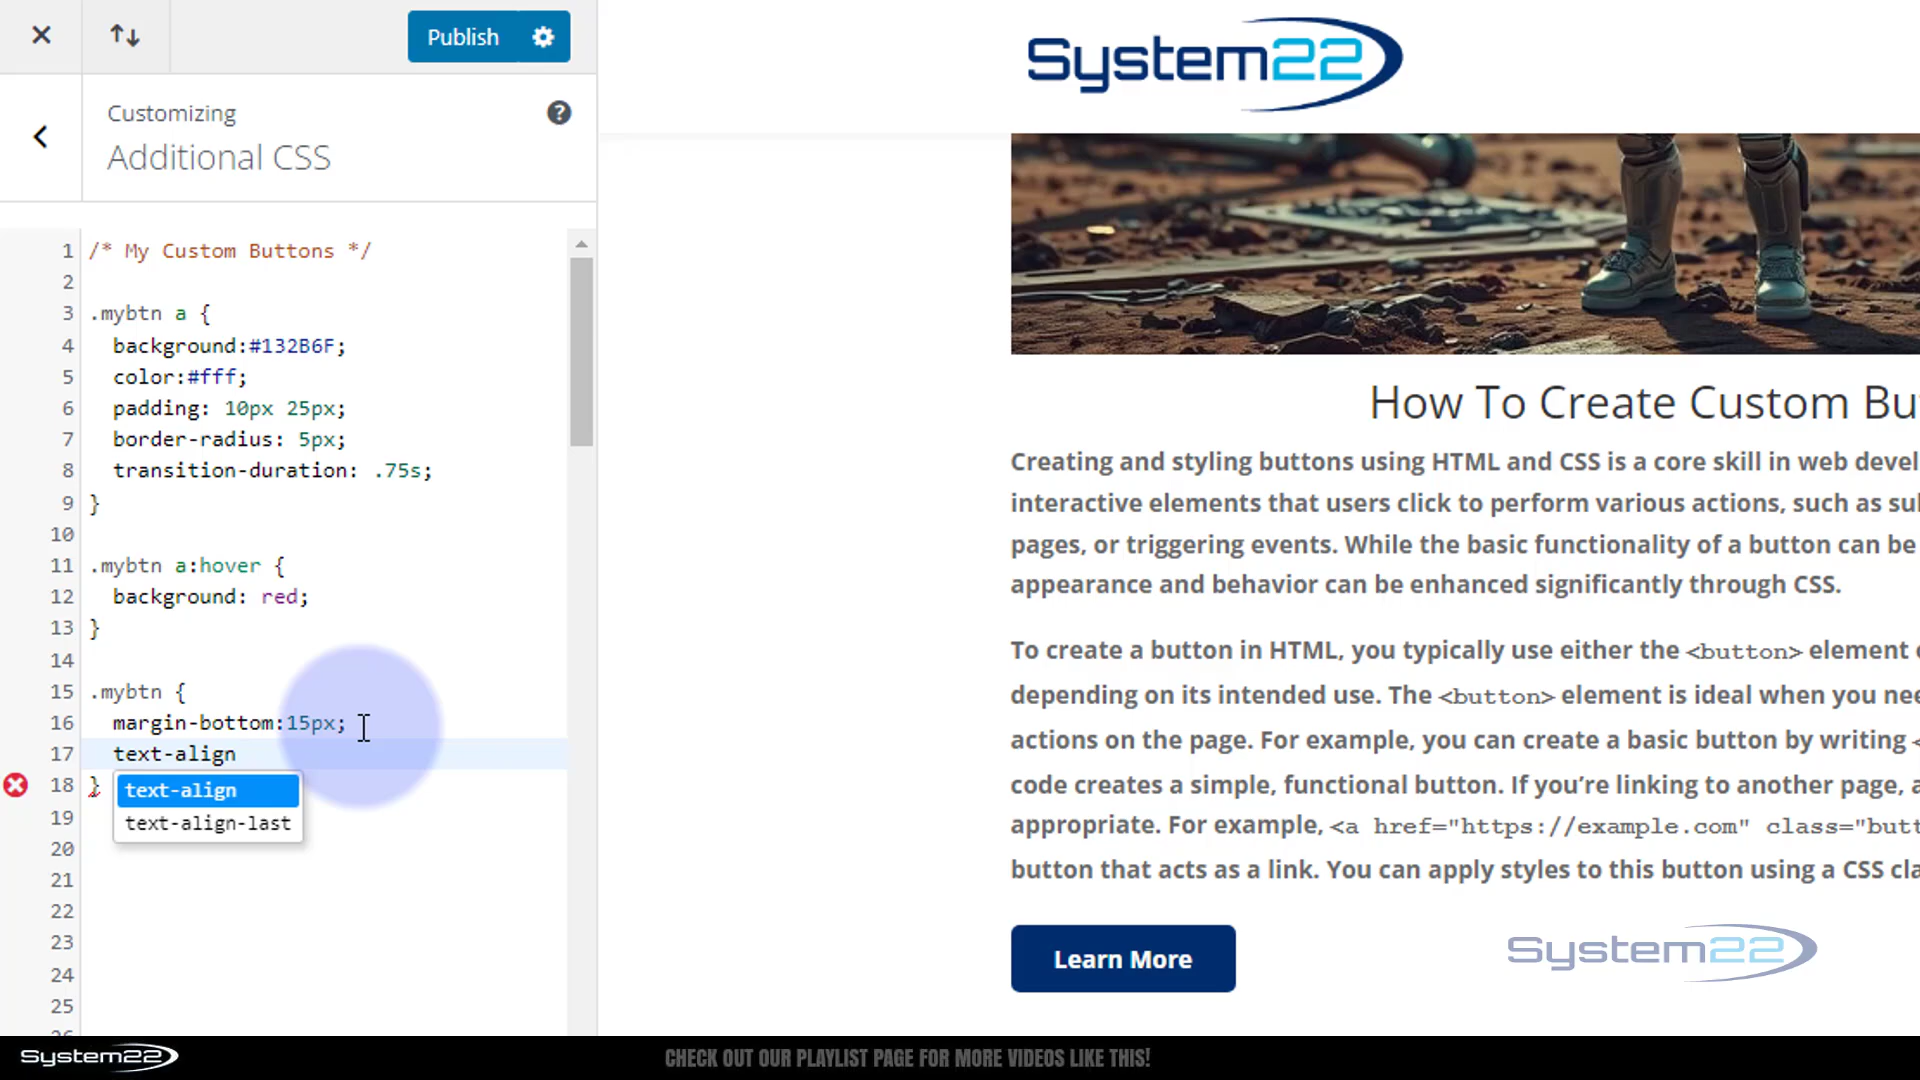 Publish
Customizing
Additional CSS
1 /* My Custom Buttons */
2
3 .mybtn a {
4 background:#132B6F;
5 color:#fff;
6 padding: 10px 25px;
7 border-radius: 5px;
8 transition-duration: .75s;
9 }
10
11 .mybtn a:hover {
12 background: red;
13 }
14
15 .mybtn {
16 margin-bottom:15px;
17 text-align
18 }
text-align
text-align-last
19
20
21
22
23
24
25
System22
How To Create Custom Bu
Creating and styling buttons using HTML and CSS is a core skill in web devel
interactive elements that users click to perform various actions, such as su
pages, or triggering events. While the basic functionality of a button can be
appearance and behavior can be enhanced significantly through CSS.
To create a button in HTML, you typically use either the <button> element
depending on its intended use. The <button> element is ideal when you nee
actions on the page. For example, you can create a basic button by writing <
code creates a simple, functional button. If you’re linking to another page, a
appropriate. For example, <a href="https://example.com" class="butt
button that acts as a link. You can apply styles to this button using a CSS cla
Learn More
System22
System22
CHECK OUT OUR PLAYLIST PAGE FOR MORE VIDEOS LIKE THIS!